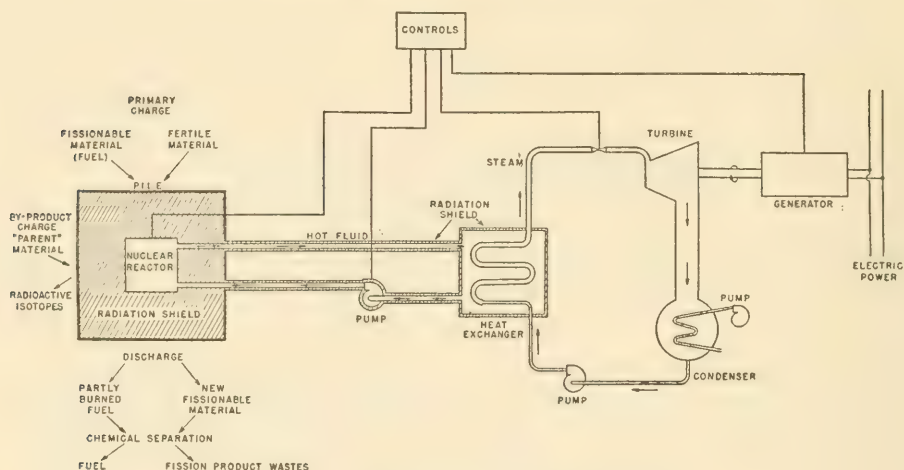 CONTROLS
PRIMARY
CHARGE
FISSIONABLE
MATERIAL
(FUEL)
FERTILE
MATERIAL
PILE
BY-PRODUCT
CHARGE
"PARENT"
MATERIAL
RADIOACTIVE
ISOTOPES
NUCLEAR
REACTOR
RADIATION SHIELD
HOT FLUID
PUMP
RADIATION
SHIELD
STEAM
HEAT
EXCHANGER
TURBINE
GENERATOR
ELECTRIC
POWER
PUMP
CONDENSER
PUMP
DISCHARGE
PARTLY
BURNED
FUEL
NEW
FISSIONABLE
MATERIAL
CHEMICAL SEPARATION
FUEL
FISSION PRODUCT WASTES